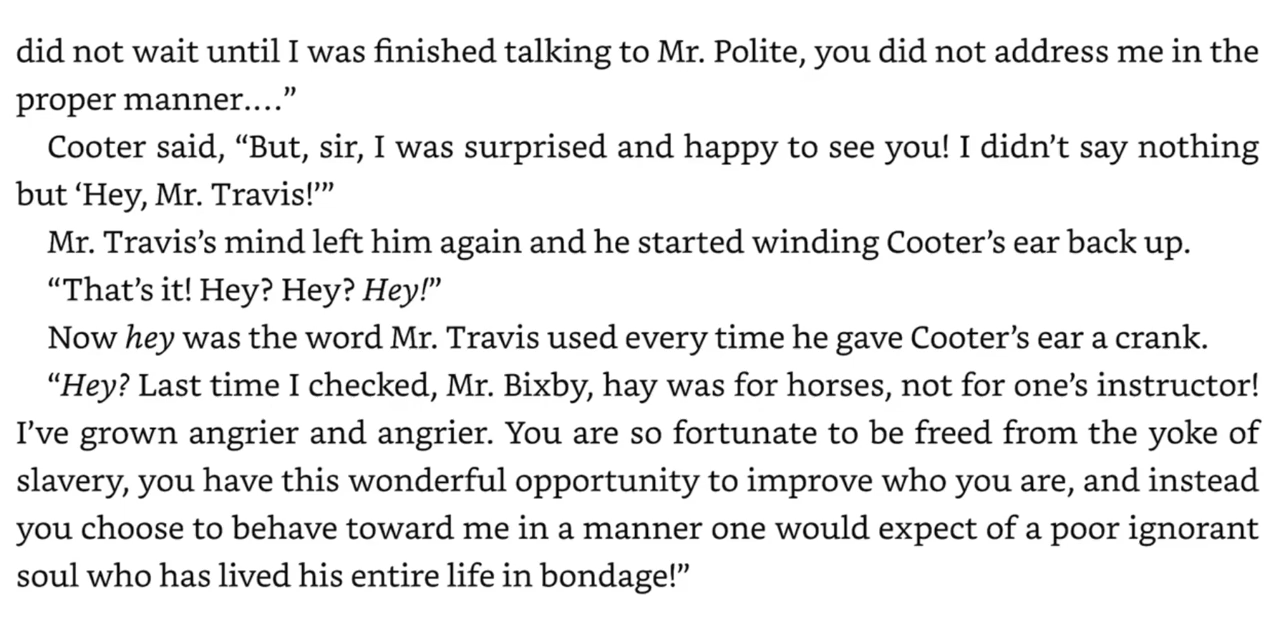 did not wait until I was finished talking to Mr. Polite, you did not address me in the
proper manner....”
Cooter said, “But, sir, I was surprised and happy to see you! I didn’t say nothing
but ‘Hey, Mr. Travis!’”
Mr. Travis’s mind left him again and he started winding Cooter’s ear back up.
“That’s it! Hey? Hey? Hey!”
Now hey was the word Mr. Travis used every time he gave Cooter’s ear a crank.
“Hey? Last time I checked, Mr. Bixby, hay was for horses, not for one’s instructor!
I’ve grown angrier and angrier. You are so fortunate to be freed from the yoke of
slavery, you have this wonderful opportunity to improve who you are, and instead
you choose to behave toward me in a manner one would expect of a poor ignorant
soul who has lived his entire life in bondage!”